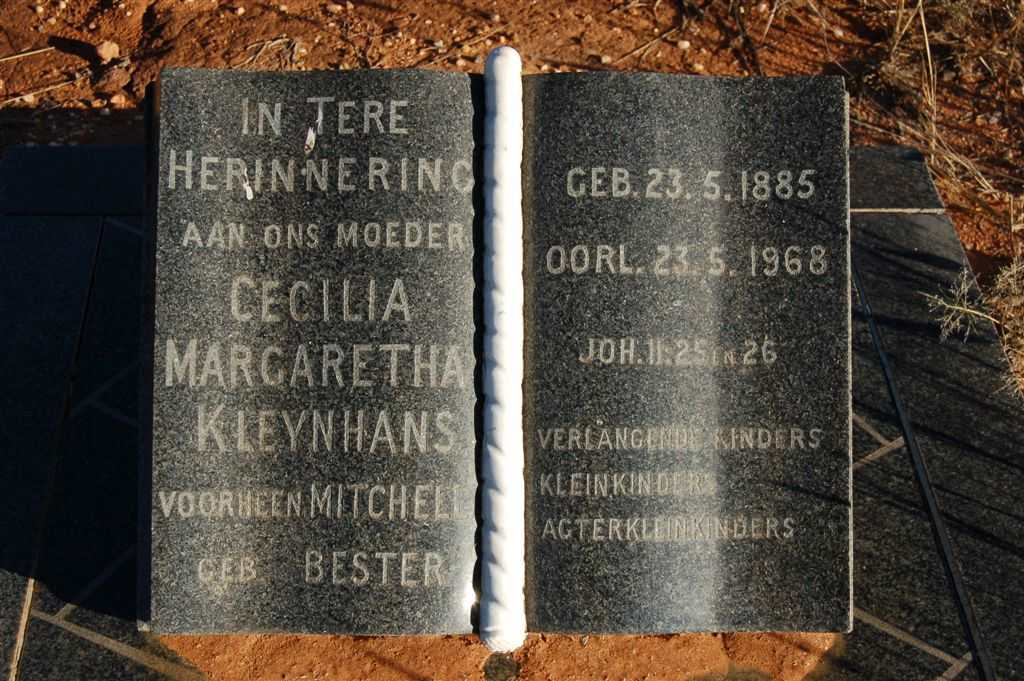 IN TERE
HERINNERING
AAN ONS MOEDER
CECILIA
MARGARETHA
KLEYNHANS
VOORHEEN MITCHELL
GEB BESTER
GEB. 23. 5. 1885
OORL. 23. 5. 1968
JOH. 11:25 EN 26
VERLANGENDE KINDERS
KLEINKINDERS
AGTERKLEINKINDERS